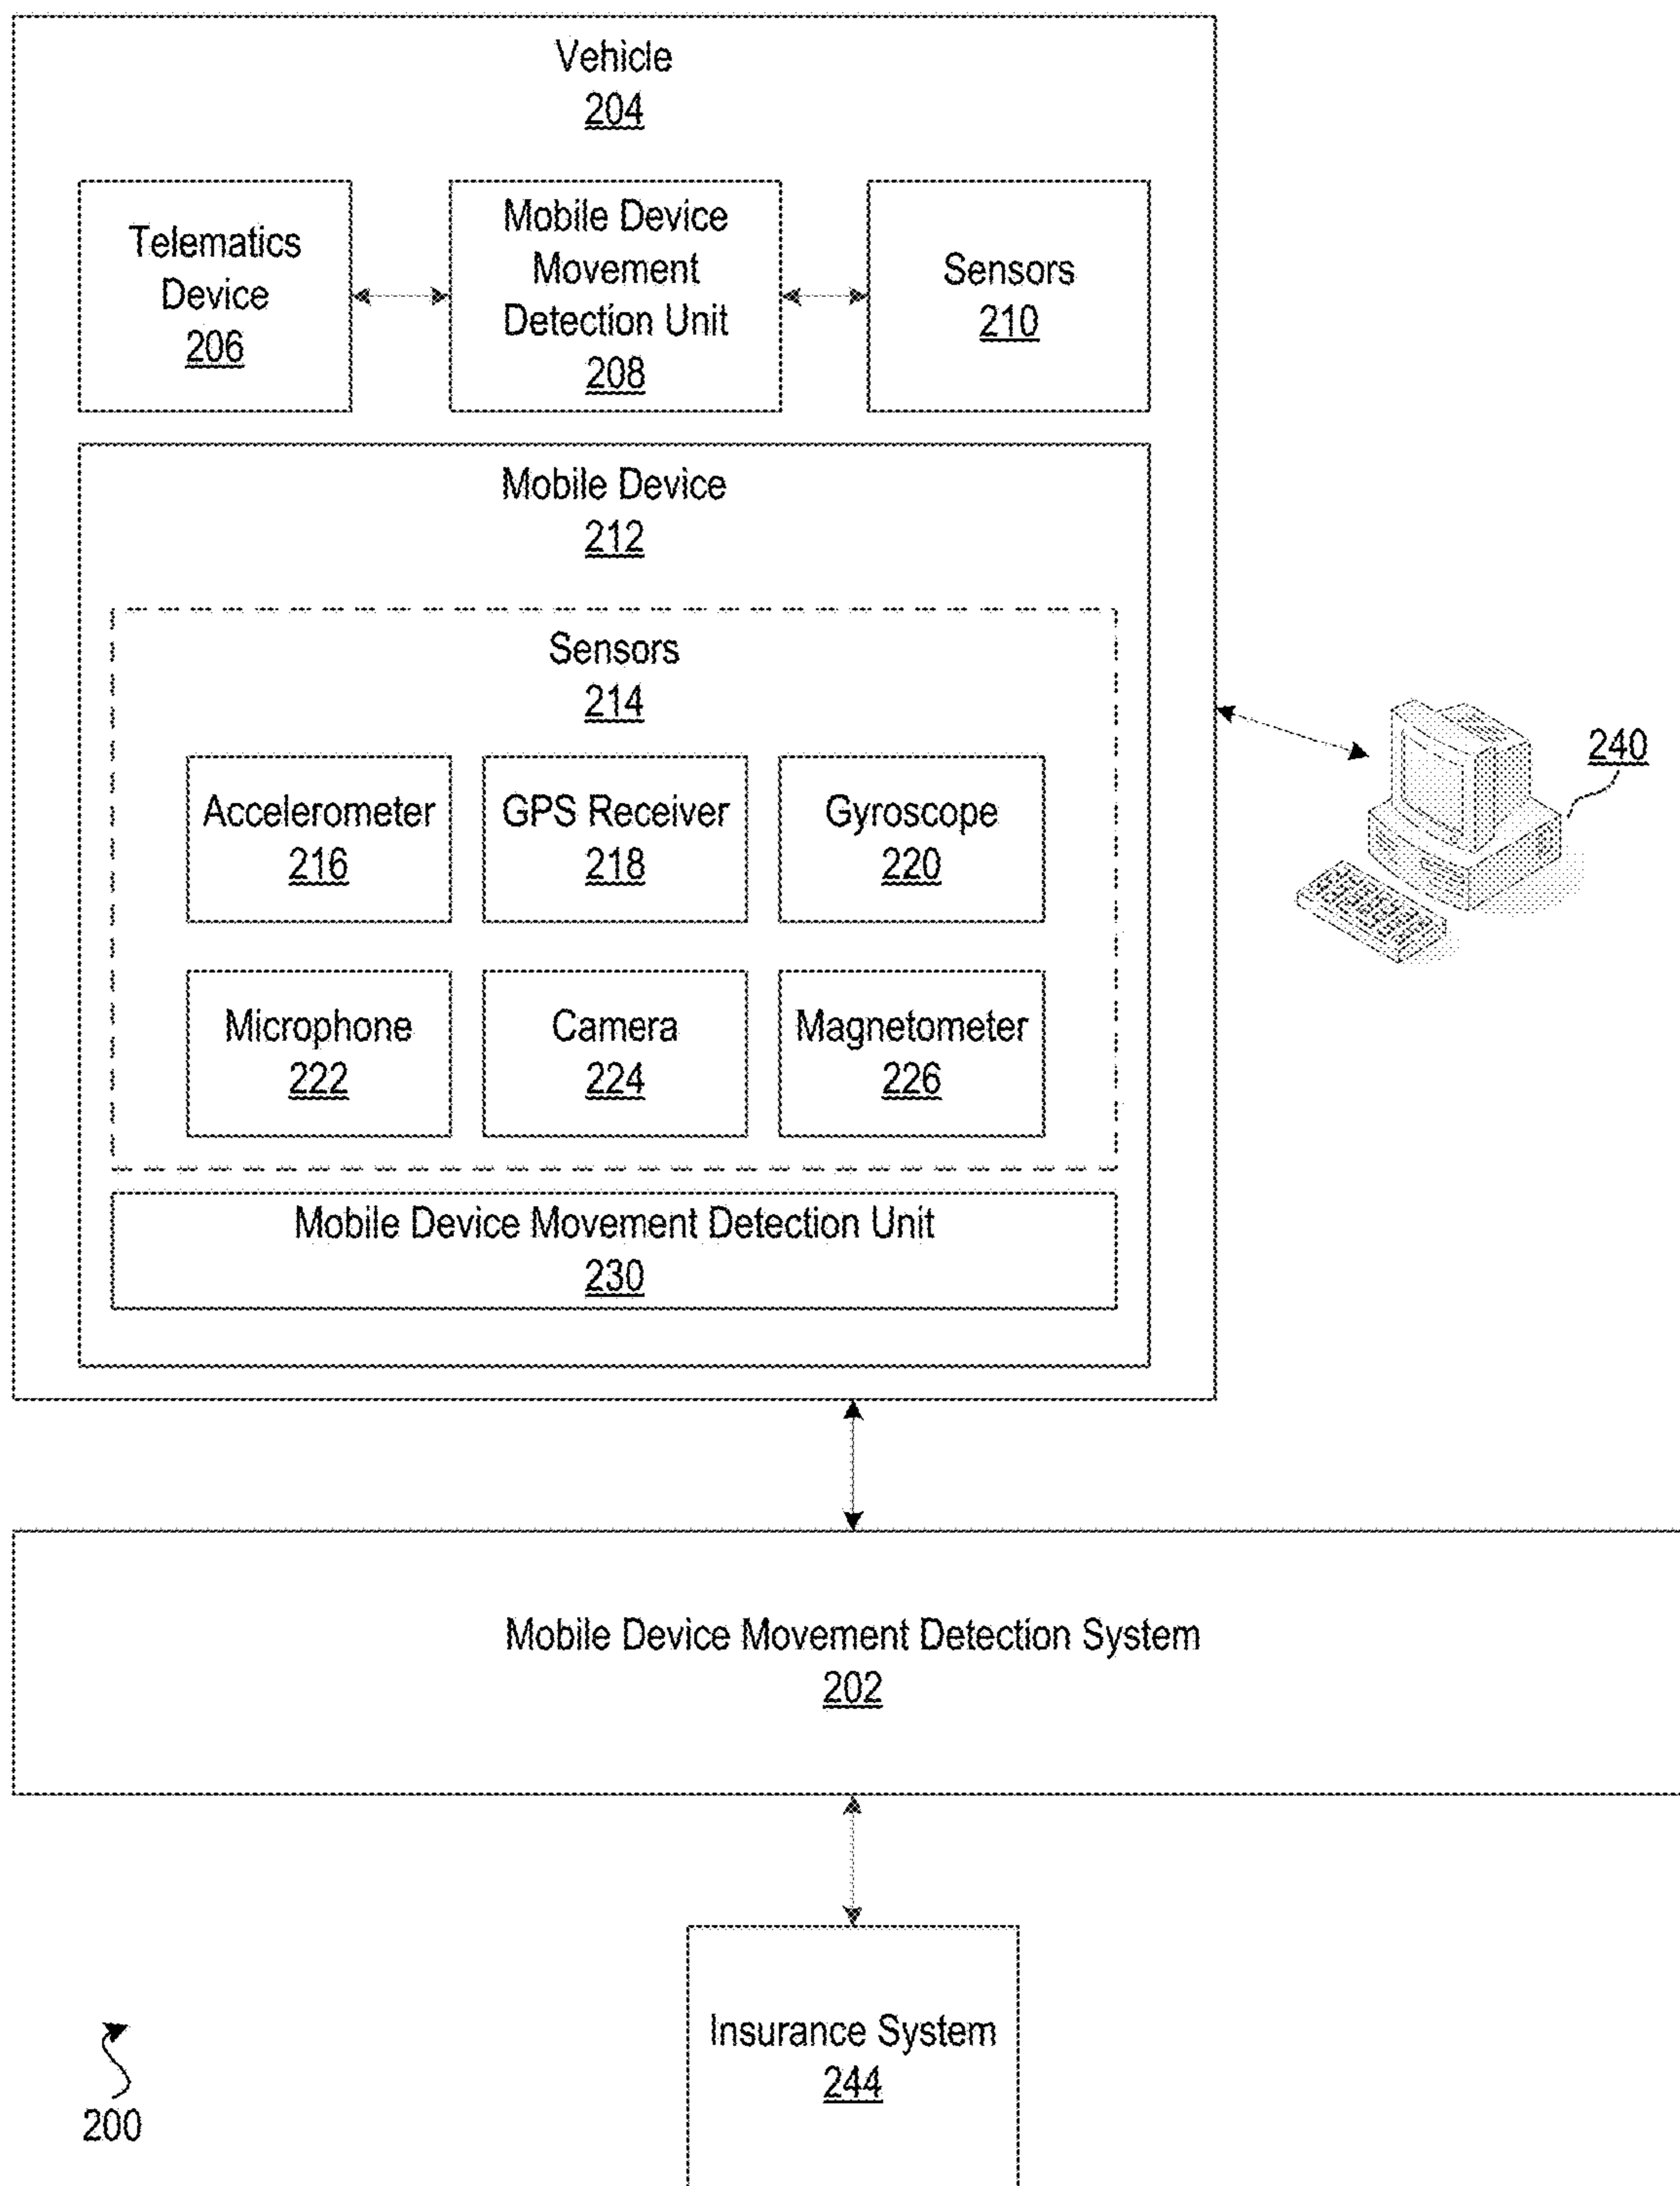 Vehicle
204
Telematics
Device
206
Mobile Device
Movement
Detection Unit
208
Sensors
210
Mobile Device
212
Sensors
214
Accelerometer
216
GPS Receiver
218
Gyroscope
220
Microphone
222
Camera
224
Magnetometer
226
Mobile Device Movement Detection Unit
230
240
Mobile Device Movement Detection System
202
Insurance System
244
200